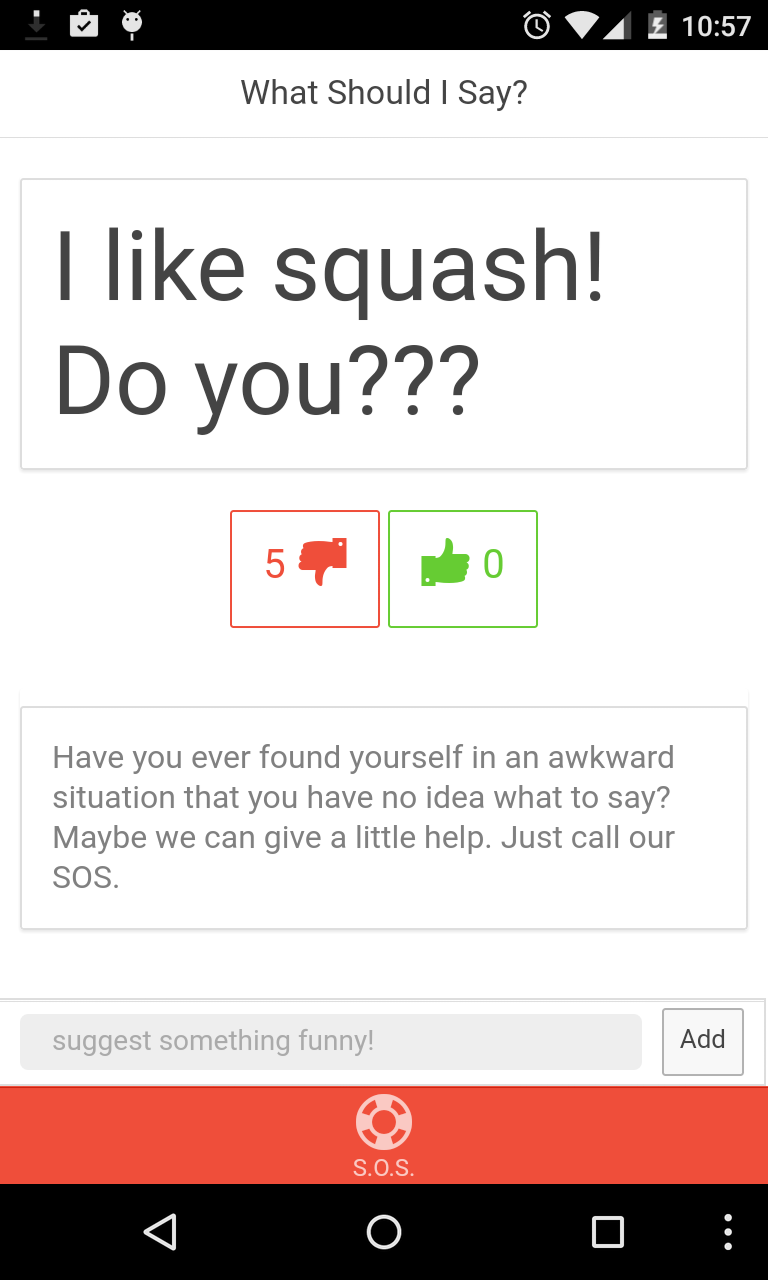 10:57
What Should I Say?
I like squash!
Do you???
5
0
Have you ever found yourself in an awkward
situation that you have no idea what to say?
Maybe we can give a little help. Just call our
SOS.
suggest something funny!
Add
S.O.S.